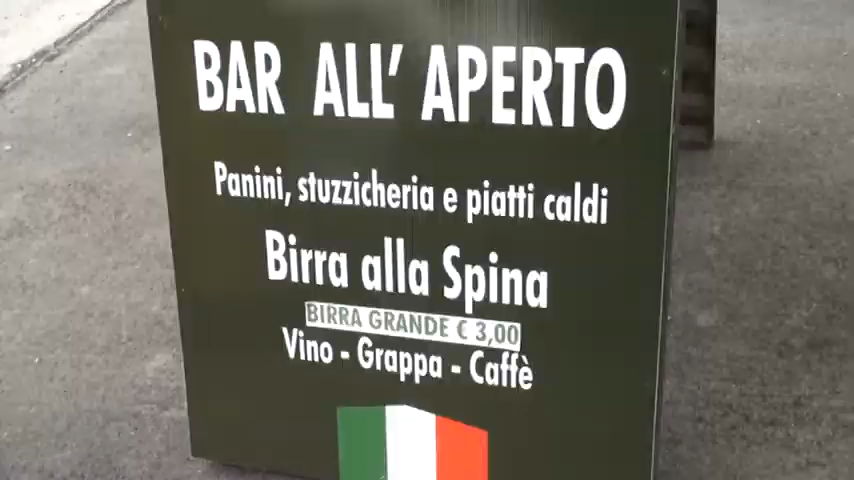 BAR ALL' APERTO
Panini, stuzzicheria e piatti caldi
Birra alla Spina
BIRRA GRANDE € 3,00
Vino - Grappa - Caffè